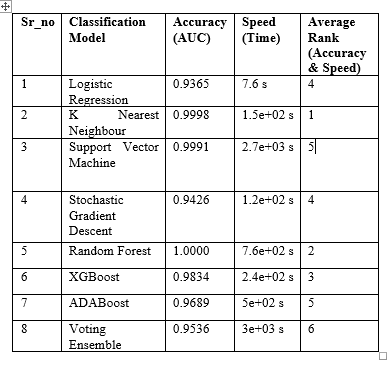 Sr_no Classification Accuracy Speed Average
Model (AUC) (Time) Rank
(Accuracy
& Speed)
1 Logistic 0.9365 7.6 s 4
Regression
2 K Nearest 0.9998 1.5e+02 s 1
Neighbour
3 Support Vector 0.9991 2.7e+03 s 5
Machine
4 Stochastic 0.9426 1.2e+02 s 4
Gradient
Descent
5 Random Forest 1.0000 7.6e+02 s 2
6 XGBoost 0.9834 2.4e+02 s 3
7 ADABoost 0.9689 5e+02 s 5
8 Voting 0.9536 3e+03 s 6
Ensemble